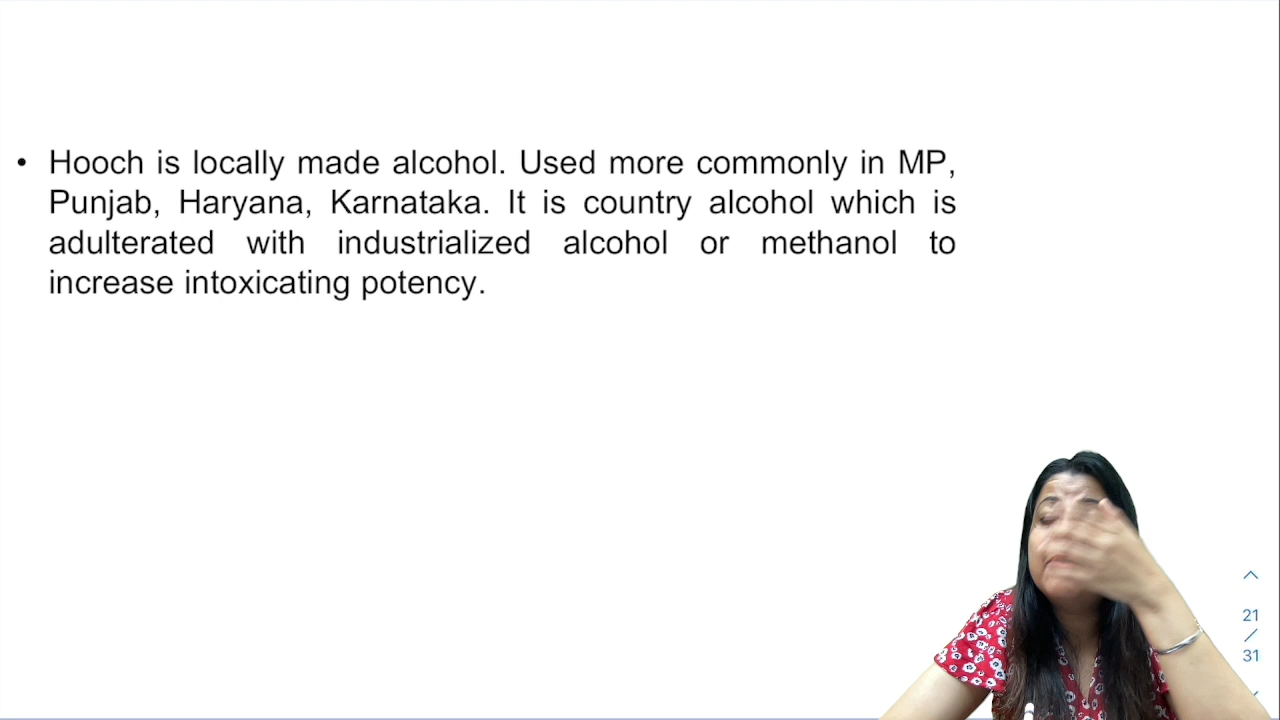 • Hooch is locally made alcohol. Used more commonly in MP,
Punjab, Haryana, Karnataka. It is country alcohol which is
adulterated with industrialized alcohol or methanol to
increase intoxicating potency.
21
/
31